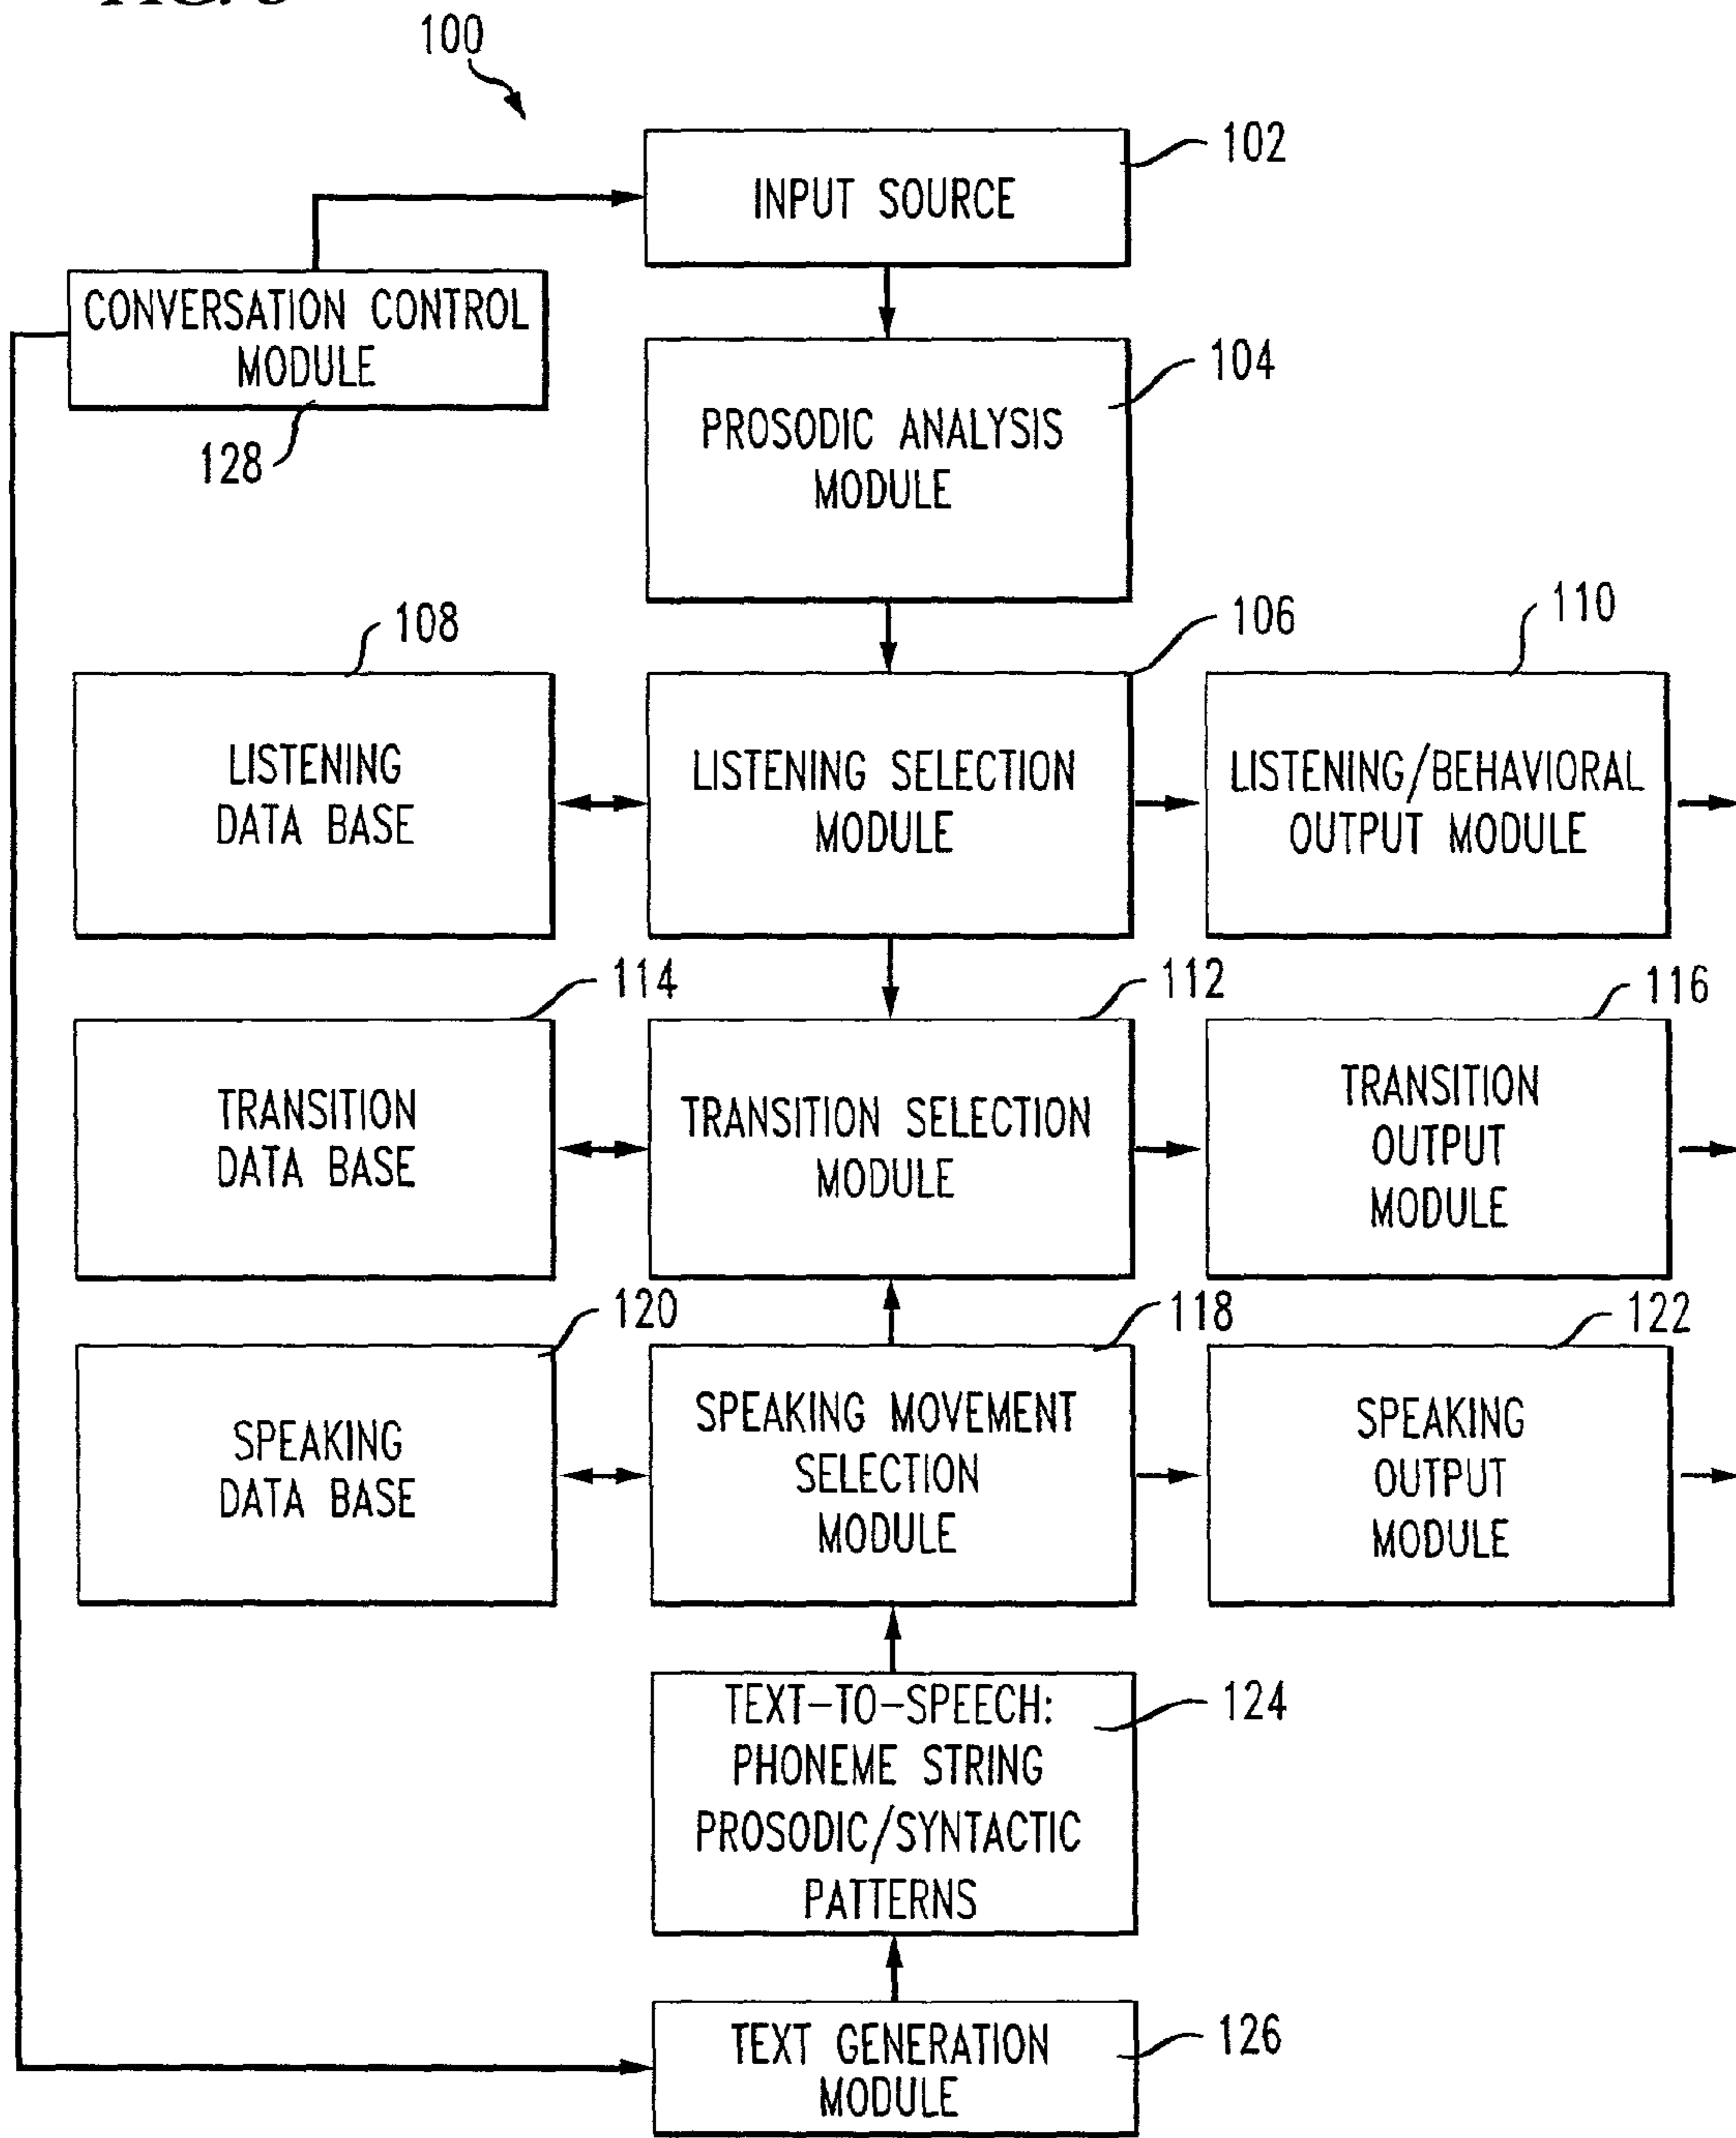 100
102
INPUT SOURCE
CONVERSATION CONTROL
MODULE
128
104
PROSODIC ANALYSIS
MODULE
108
LISTENING
DATA BASE
106
LISTENING SELECTION
MODULE
110
LISTENING/BEHAVIORAL
OUTPUT MODULE
114
TRANSITION
DATA BASE
112
TRANSITION SELECTION
MODULE
116
TRANSITION
OUTPUT
MODULE
120
SPEAKING
DATA BASE
118
SPEAKING MOVEMENT
SELECTION
MODULE
122
SPEAKING
OUTPUT
MODULE
124
TEXT-TO-SPEECH:
PHONEME STRING
PROSODIC/SYNTACTIC
PATTERNS
126
TEXT GENERATION
MODULE